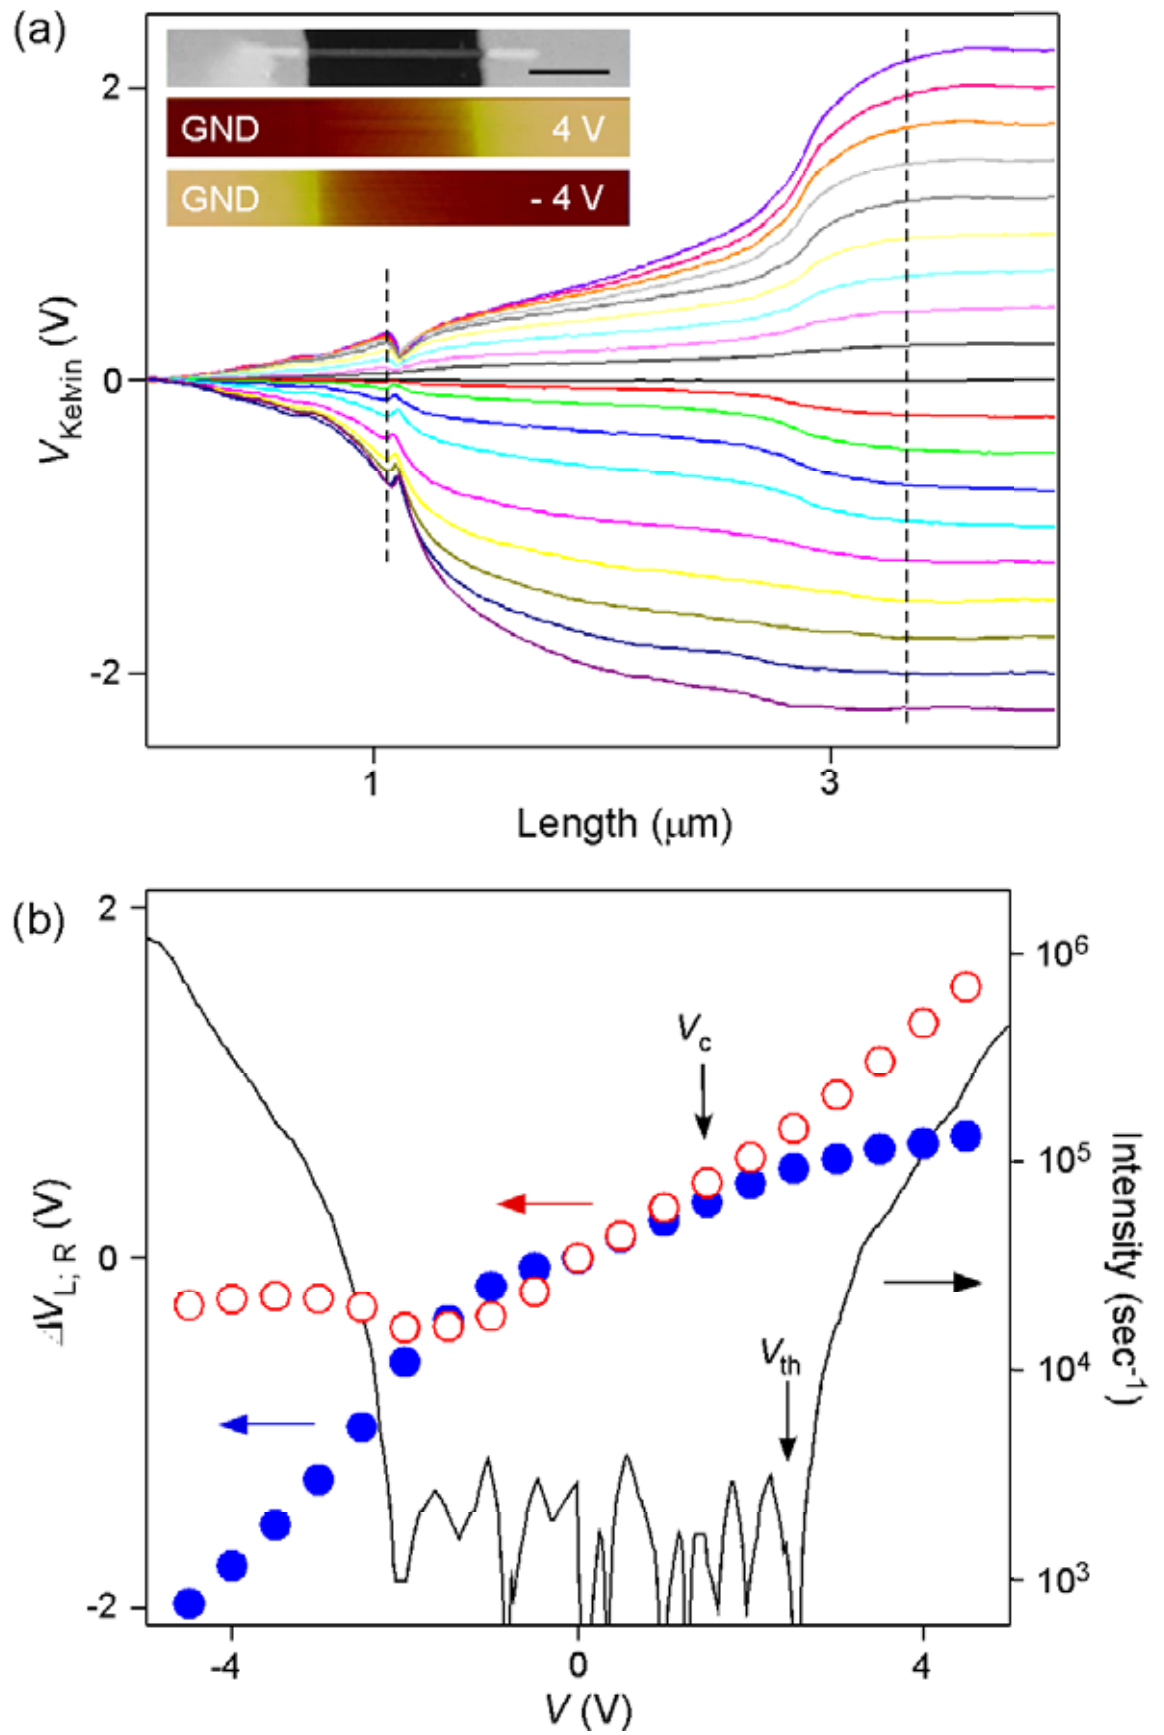 (a)
GND 4 V
GND - 4 V
2
0
-2
V_Kelvin (V)
1 3
Length (μm)
(b)
2
0
-2
ΔV_L; R (V)
V_c
V_th
10^6
10^5
10^4
10^3
Intensity (sec^-1)
-4 0 4
V (V)